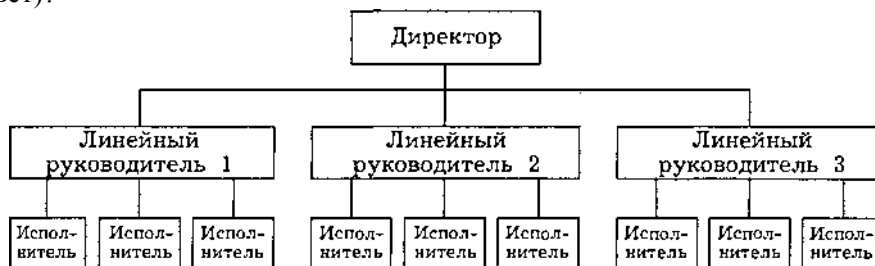 Директор
Линейный
руководитель 1
Линейный
руководитель 2
Линейный
руководитель 3
Испол-
нитель
Испол-
нитель
Испол-
нитель
Испол-
нитель
Испол-
нитель
Испол-
нитель
Испол-
нитель
Испол-
нитель
Испол-
нитель